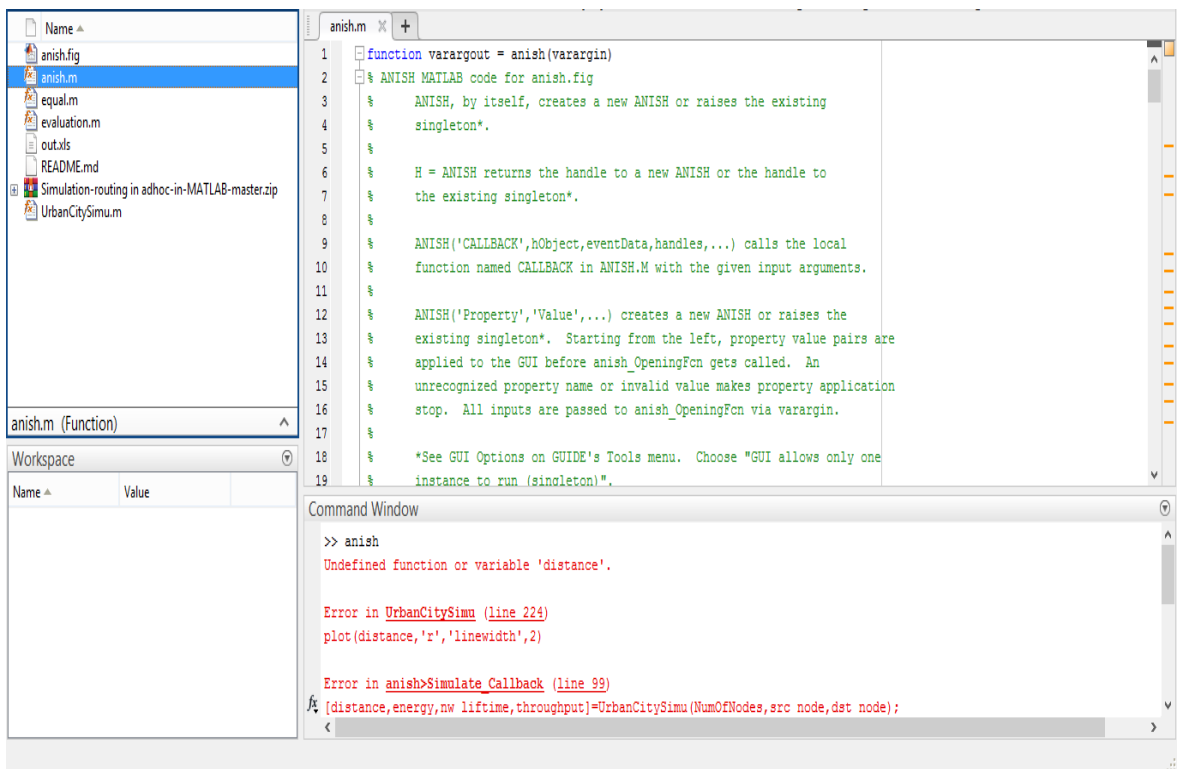 Name
anish.fig
anish.m
equal.m
evaluation.m
out.xls
README.md
Simulation-routing in adhoc-in-MATLAB-master.zip
UrbanCitySimu.m
anish.m (Function)
Workspace
Name Value
anish.m
1 function varargout = anish(varargin)
2 % ANISH MATLAB code for anish.fig
3 % ANISH, by itself, creates a new ANISH or raises the existing
4 % singleton*.
5 %
6 % H = ANISH returns the handle to a new ANISH or the handle to
7 % the existing singleton*.
8 %
9 % ANISH('CALLBACK',hObject,eventData,handles,...) calls the local
10 % function named CALLBACK in ANISH.M with the given input arguments.
11 %
12 % ANISH('Property','Value',...) creates a new ANISH or raises the
13 % existing singleton*. Starting from the left, property value pairs are
14 % applied to the GUI before anish_OpeningFcn gets called. An
15 % unrecognized property name or invalid value makes property application
16 % stop. All inputs are passed to anish_OpeningFcn via varargin.
17 %
18 % *See GUI Options on GUIDE's Tools menu. Choose "GUI allows only one
19 % instance to run (singleton)".
Command Window
>> anish
Undefined function or variable 'distance'.
Error in UrbanCitySimu (line 224)
plot(distance,'r','linewidth',2)
Error in anish>Simulate_Callback (line 99)
fx [distance,energy,nw_liftime,throughput]=UrbanCitySimu(NumOfNodes,src_node,dst_node);